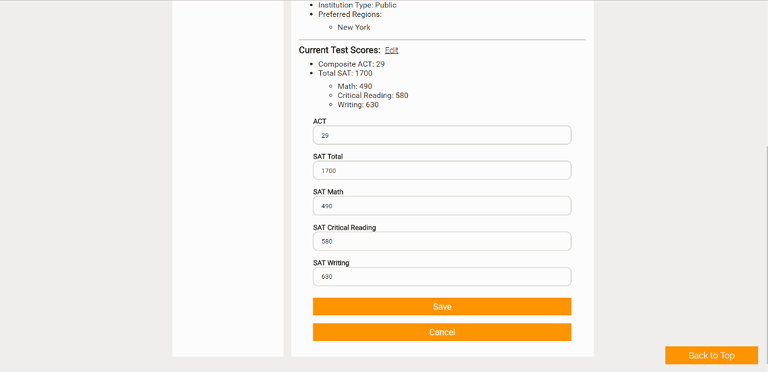 Institution Type: Public
Preferred Regions:
New York
Current Test Scores: Edit
Composite ACT: 29
Total SAT: 1700
Math: 490
Critical Reading: 580
Writing: 630
ACT
29
SAT Total
1700
SAT Math
490
SAT Critical Reading
580
SAT Writing
630
Save
Cancel
Back to Top